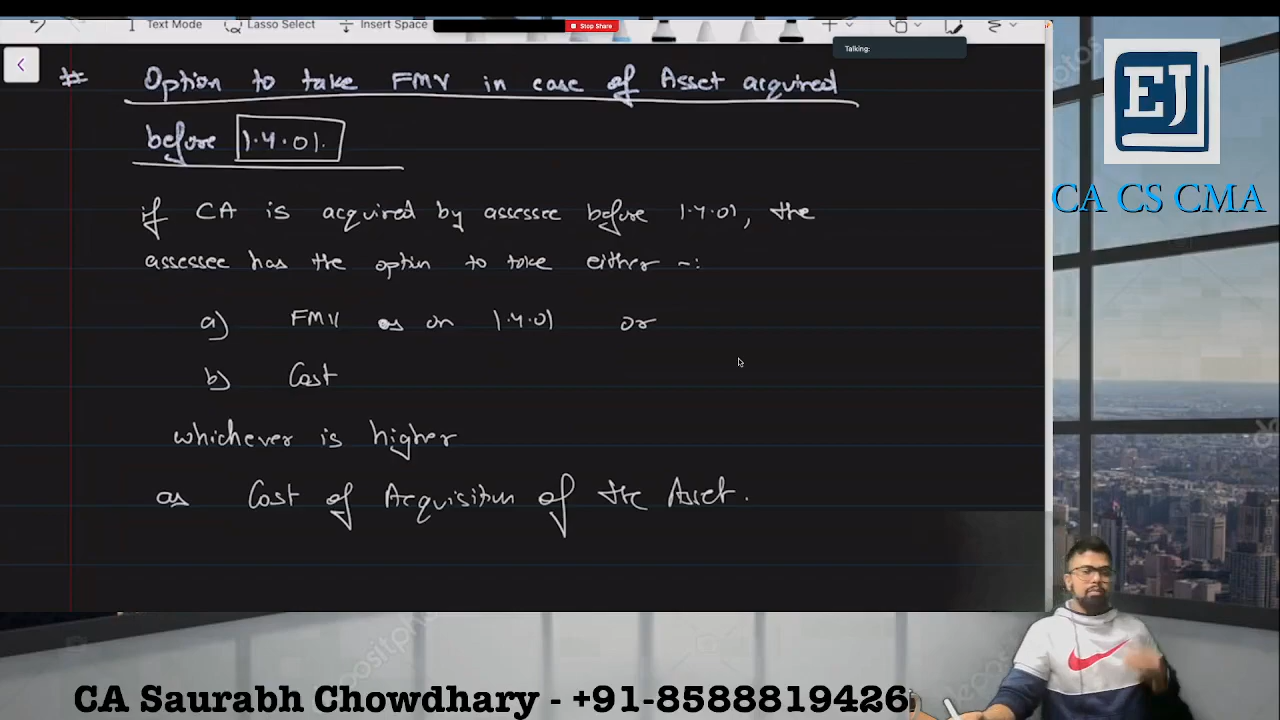 Text Mode
Lasso Select
Insert Space
Stop Share
Talking:
# Option to take FMV in case of Asset acquired
before 1.4.01.
if CA is acquired by assessee before 1.4.01, the
assessee has the option to take either -:
a) FMV as on 1.4.01 or
b) Cost
whichever is higher
as Cost of Acquisition of the Asset.
EJ
CA CS CMA
CA Saurabh Chowdhary - +91-8588819426